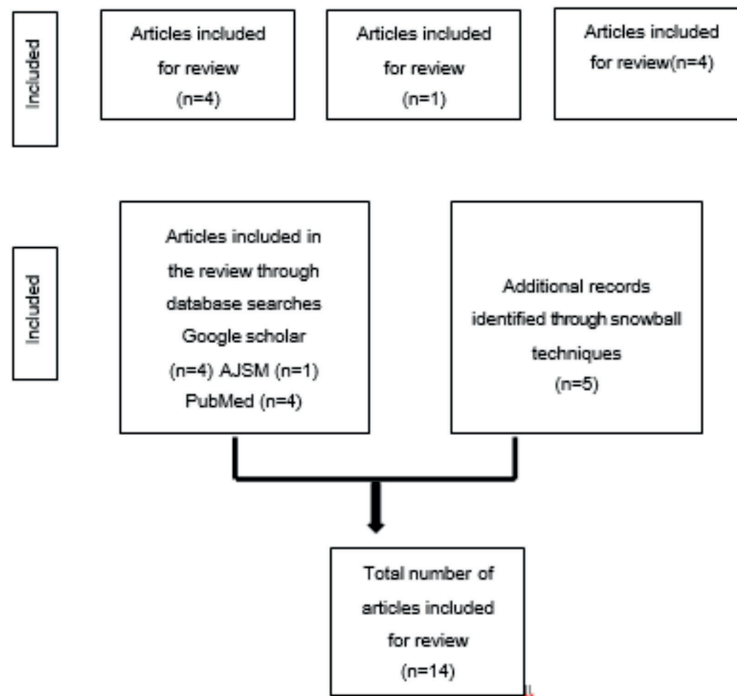 Included
Articles included
for review
(n=4)
Articles included
for review
(n=1)
Articles included
for review(n=4)
Included
Articles included in
the review through
database searches
Google scholar
(n=4) AJSM (n=1)
PubMed (n=4)
Additional records
identified through snowball
techniques
(n=5)
Total number of
articles included
for review
(n=14)